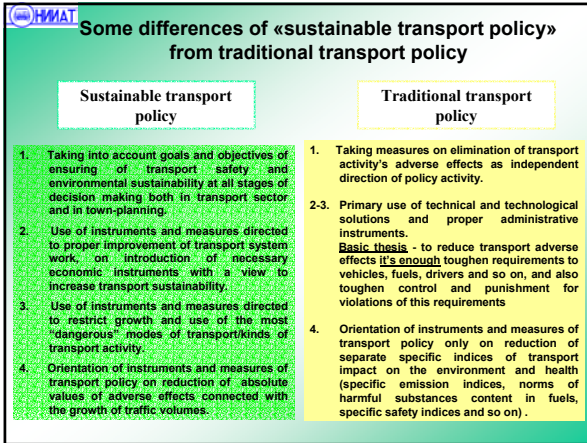 НИИАТ
Some differences of «sustainable transport policy»
from traditional transport policy
Sustainable transport
policy
1. Taking into account goals and objectives of
ensuring of transport safety and
environmental sustainability at all stages of
decision making both in transport sector
and in town-planning.
2. Use of instruments and measures directed
to proper improvement of transport system
work, on introduction of necessary
economic instruments with a view to
increase transport sustainability.
3. Use of instruments and measures directed
to restrict growth and use of the most
"dangerous" modes of transport/kinds of
transport activity.
4. Orientation of instruments and measures of
transport policy on reduction of absolute
values of adverse effects connected with
the growth of traffic volumes.
Traditional transport
policy
1. Taking measures on elimination of transport
activity's adverse effects as independent
direction of policy activity.
2-3. Primary use of technical and technological
solutions and proper administrative
instruments.
Basic thesis - to reduce transport adverse
effects it's enough toughen requirements to
vehicles, fuels, drivers and so on, and also
toughen control and punishment for
violations of this requirements
4. Orientation of instruments and measures of
transport policy only on reduction of
separate specific indices of transport
impact on the environment and health
(specific emission indices, norms of
harmful substances content in fuels,
specific safety indices and so on) .